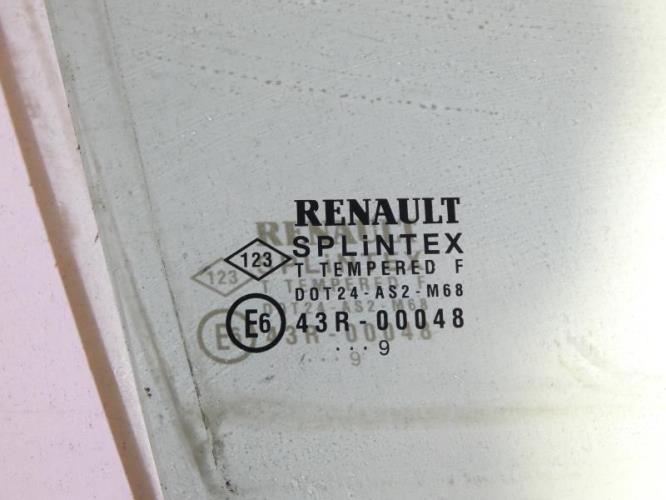 RENAULT
123 SPLiNTEX
T TEMPERED F
DOT24-AS2-M68
E6 43R-00048
...9